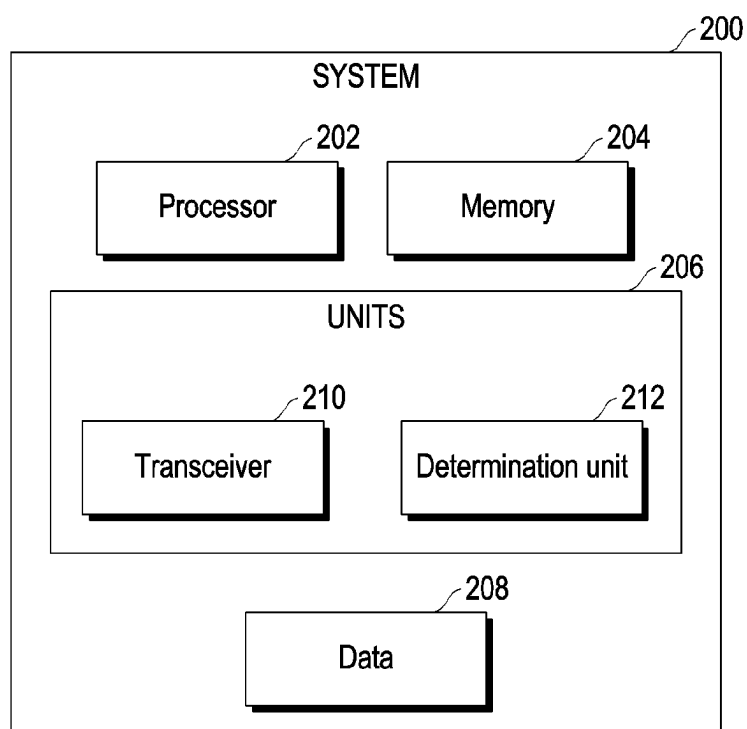 200
SYSTEM
202
204
Processor
Memory
206
UNITS
210
212
Transceiver
Determination unit
208
Data